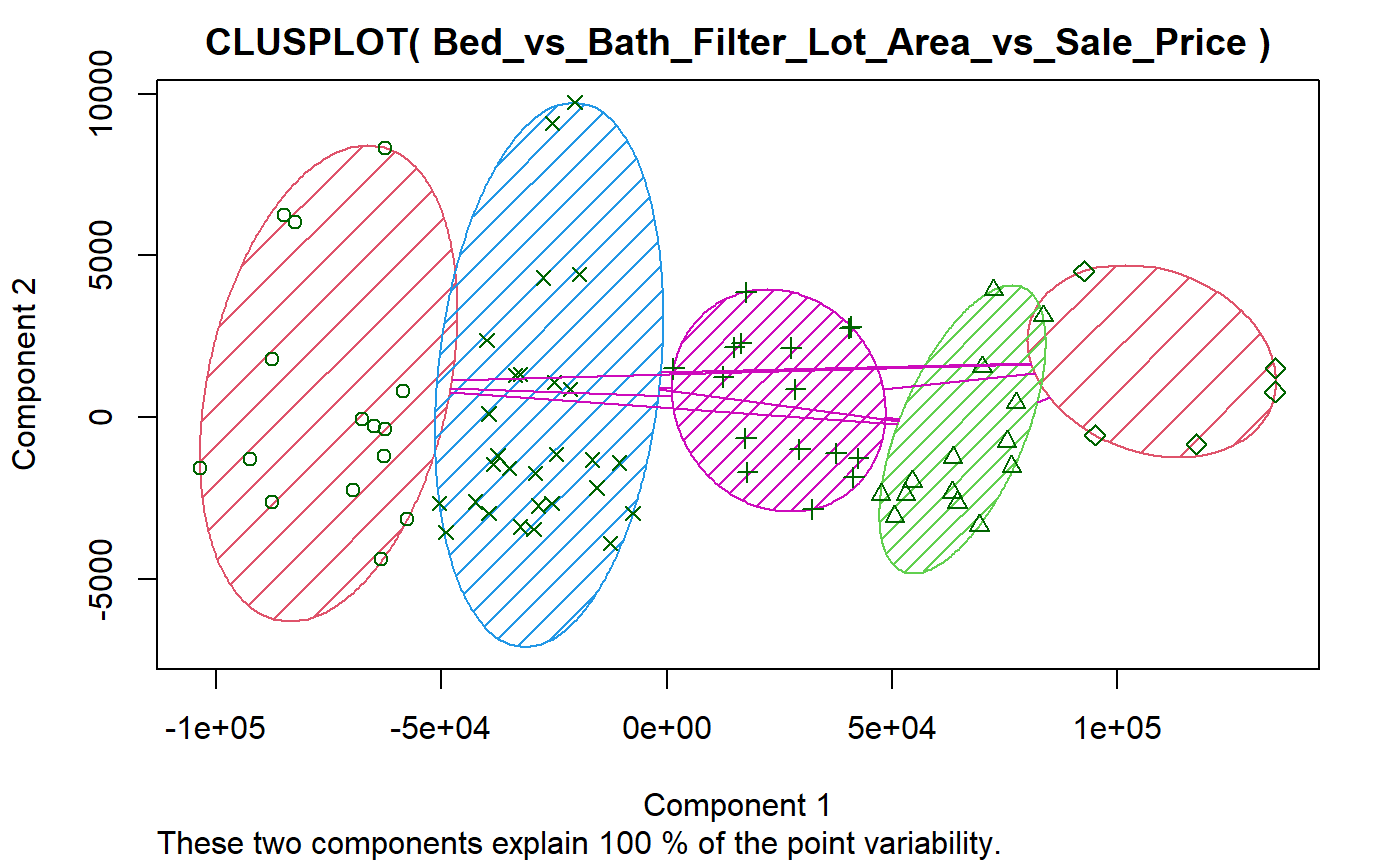 CLUSPLOT( Bed_vs_Bath_Filter_Lot_Area_vs_Sale_Price )
10000
5000
0
-5000
Component 2
-1e+05 -5e+04 0e+00 5e+04 1e+05
Component 1
These two components explain 100 % of the point variability.